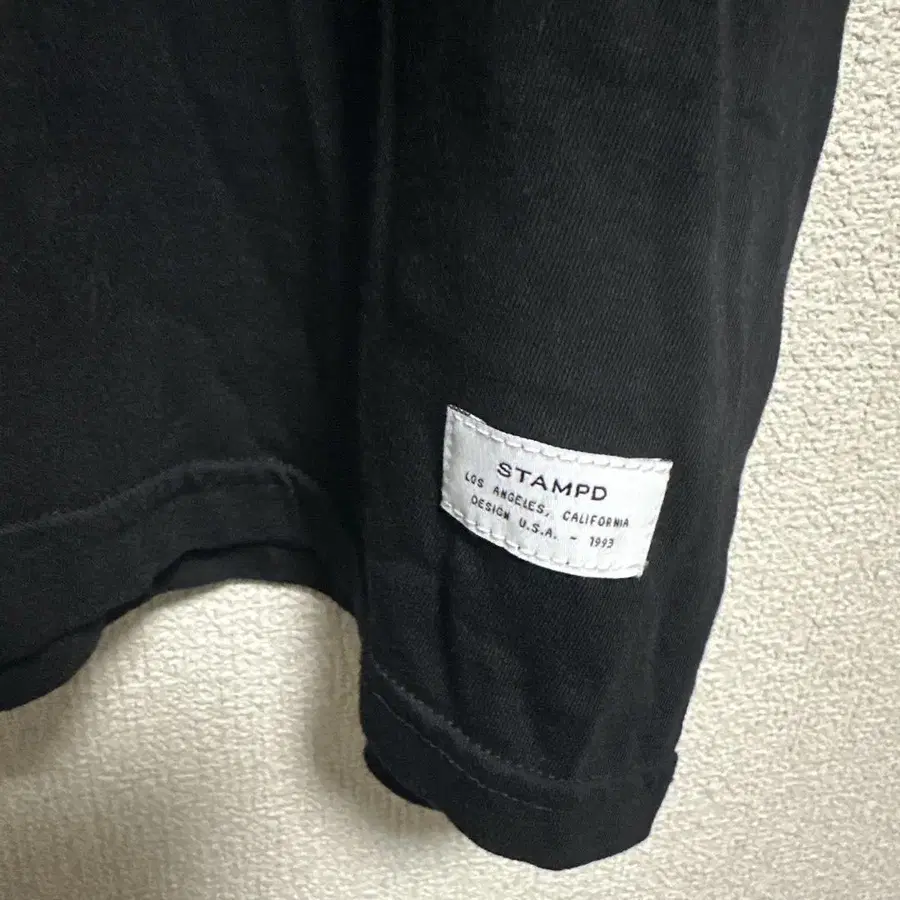 STAMPD
LOS ANGELES, CALIFORNIA
DESIGN U.S.A. - 1993